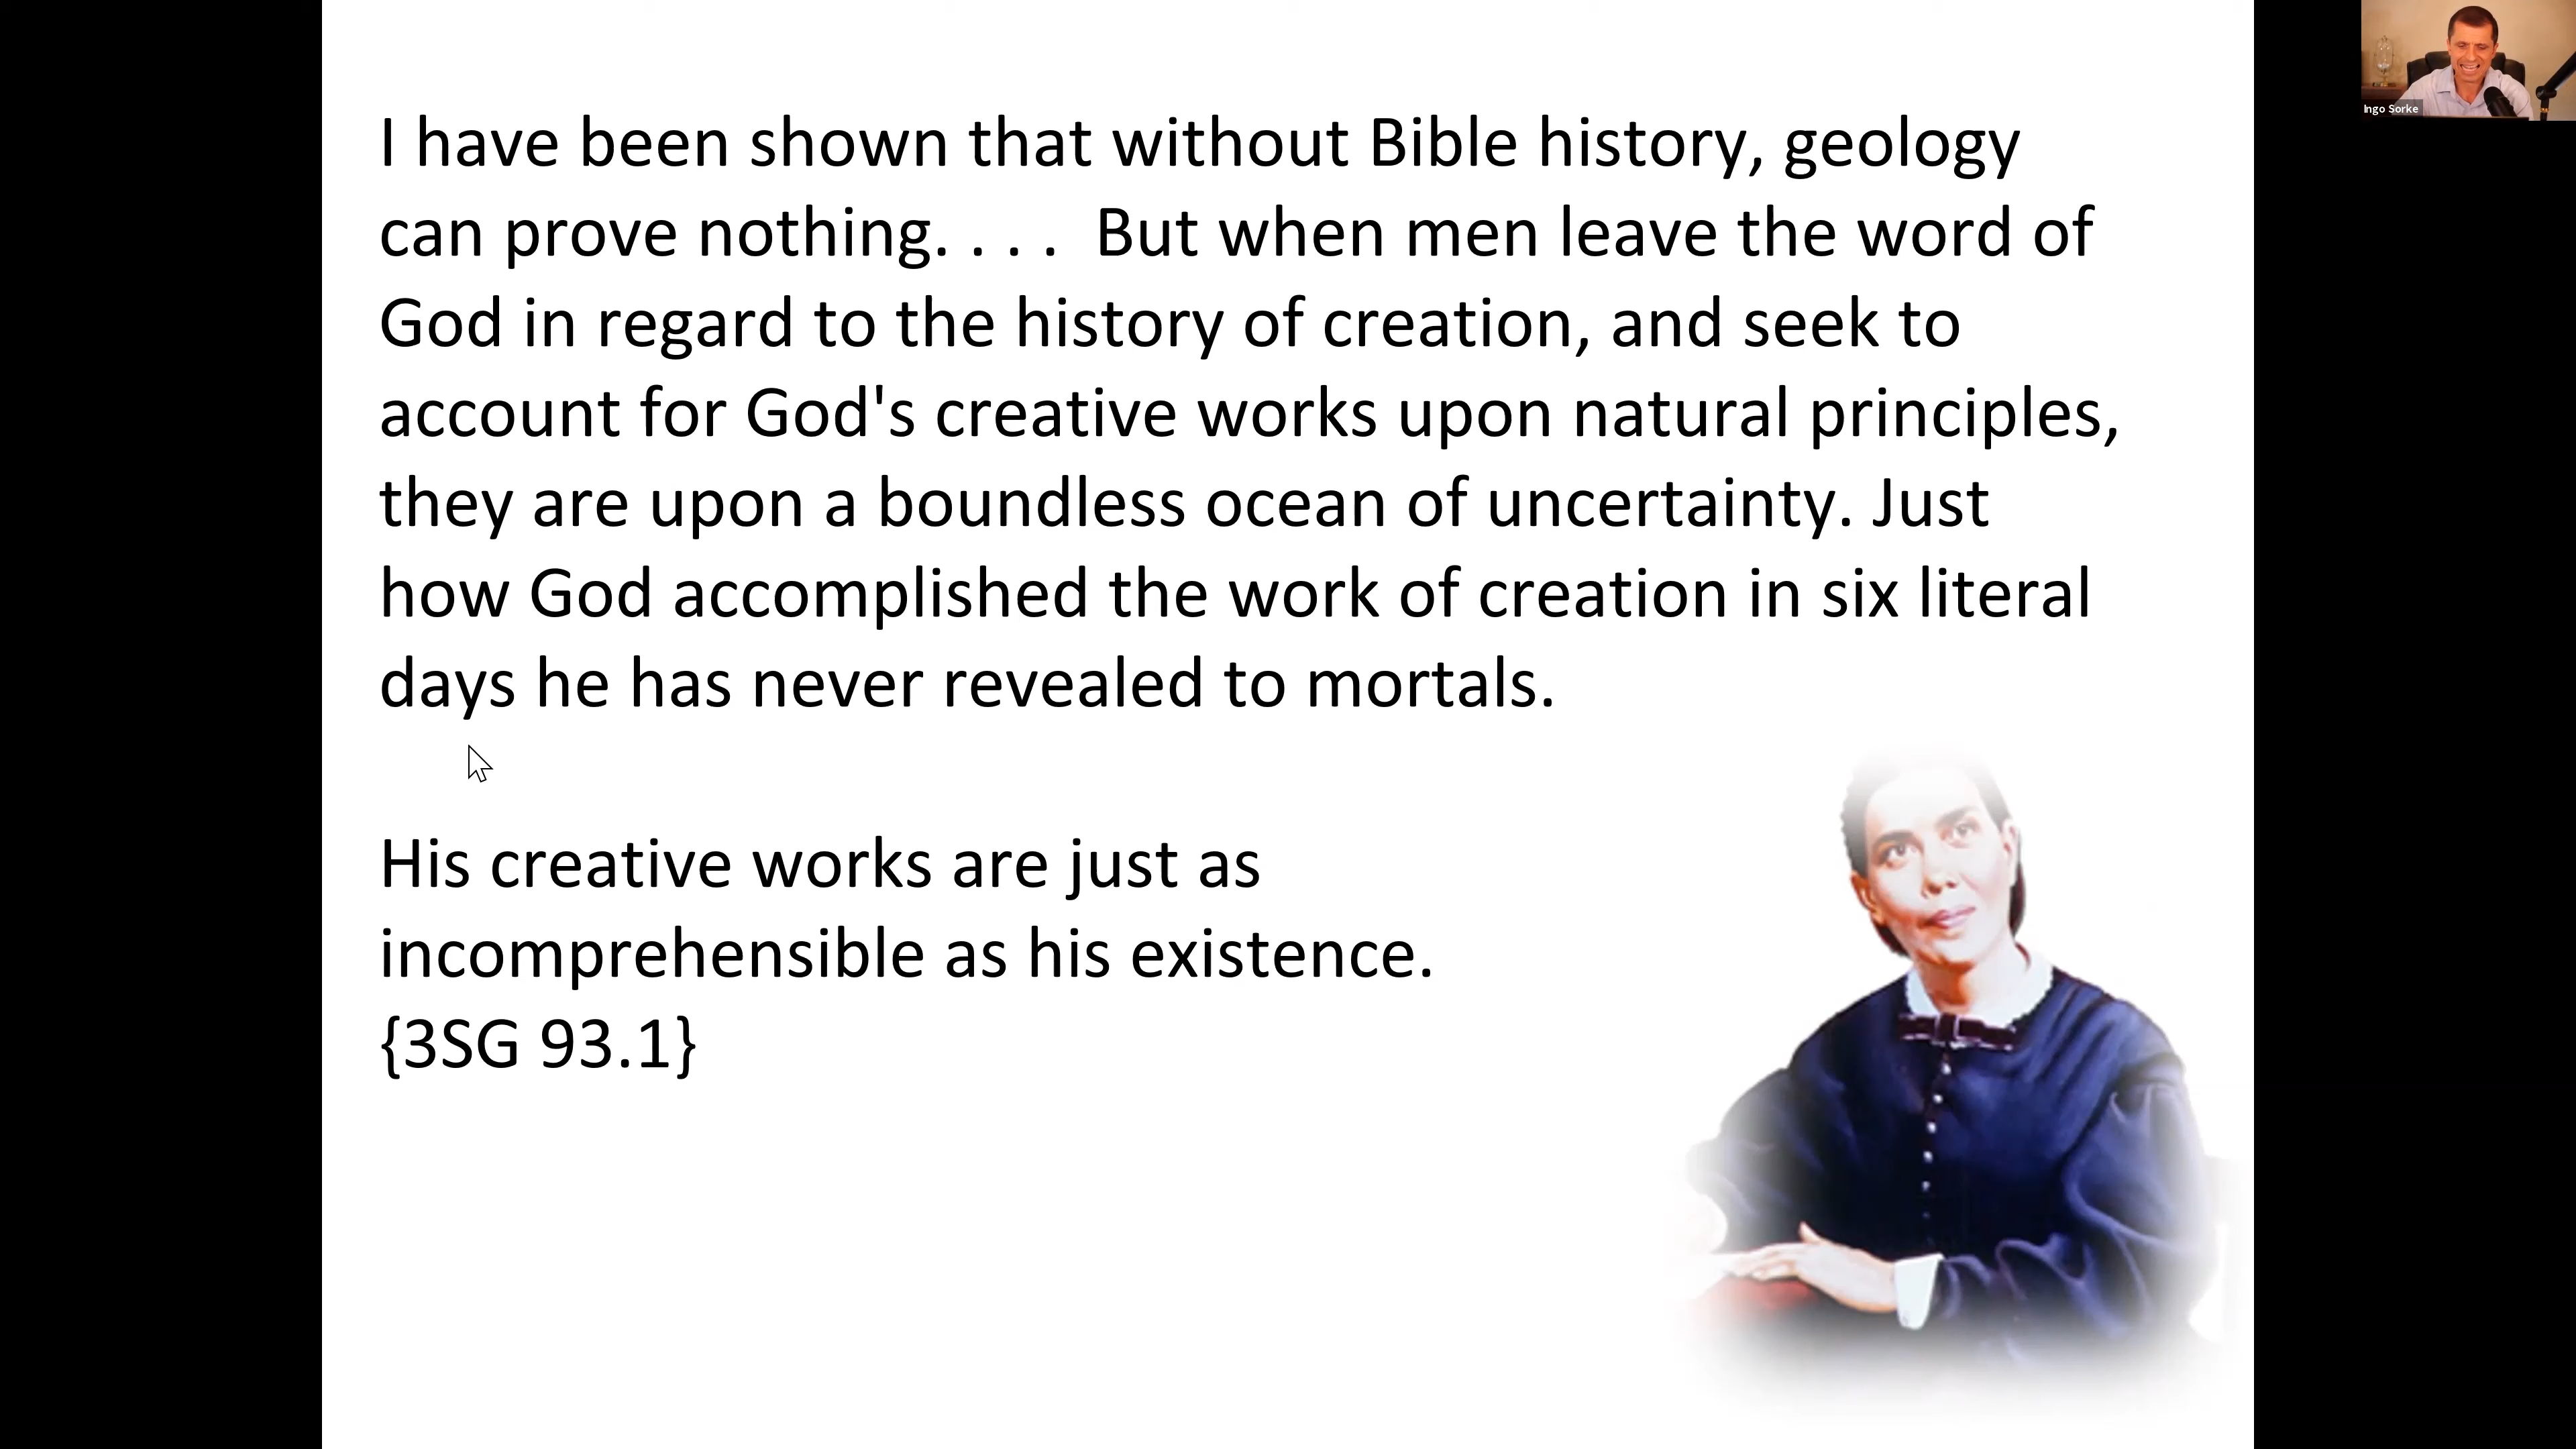 Ingo Sorke
I have been shown that without Bible history, geology
can prove nothing. . . .  But when men leave the word of
God in regard to the history of creation, and seek to
account for God's creative works upon natural principles,
they are upon a boundless ocean of uncertainty. Just
how God accomplished the work of creation in six literal
days he has never revealed to mortals.
His creative works are just as
incomprehensible as his existence.
{3SG 93.1}